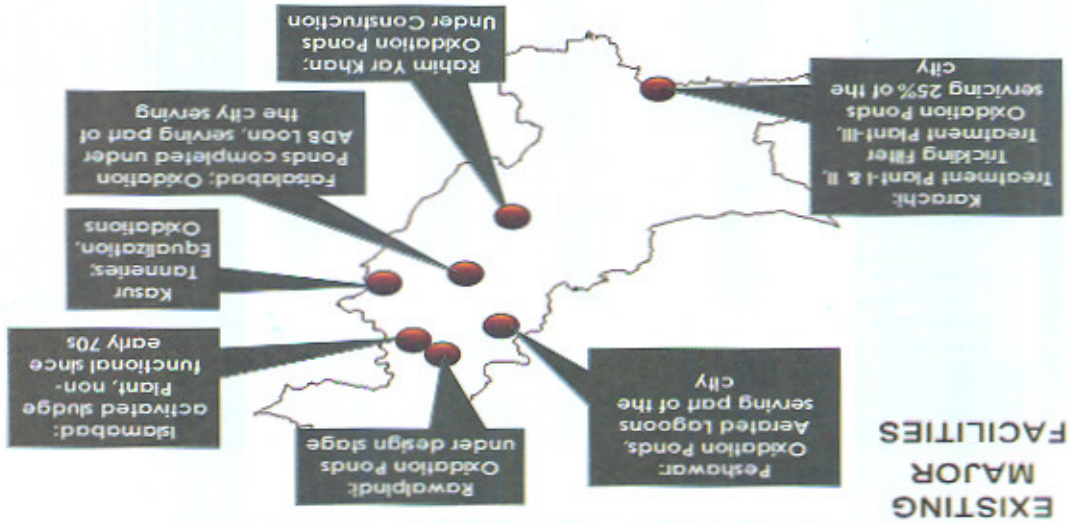 EXISTING
MAJOR
FACILITIES
Peshawar:
Oxidation Ponds,
Aerated Lagoons
serving part of the
city
Rawalpindi:
Oxidation Ponds
under design stage
Islamabad:
activated sludge
Plant, non-
functional since
early 70s
Kasur
Tanneries;
Equalization,
Oxidations
Faisalabad; Oxidation
Ponds completed under
ADB Loan, serving part of
the city serving
Rahim Yar Khan;
Oxidation Ponds
Under Construction
Karachi:
Treatment Plant-I & II,
Trickling Filter
Treatment Plant-III,
Oxidation Ponds
servicing 25% of the
city